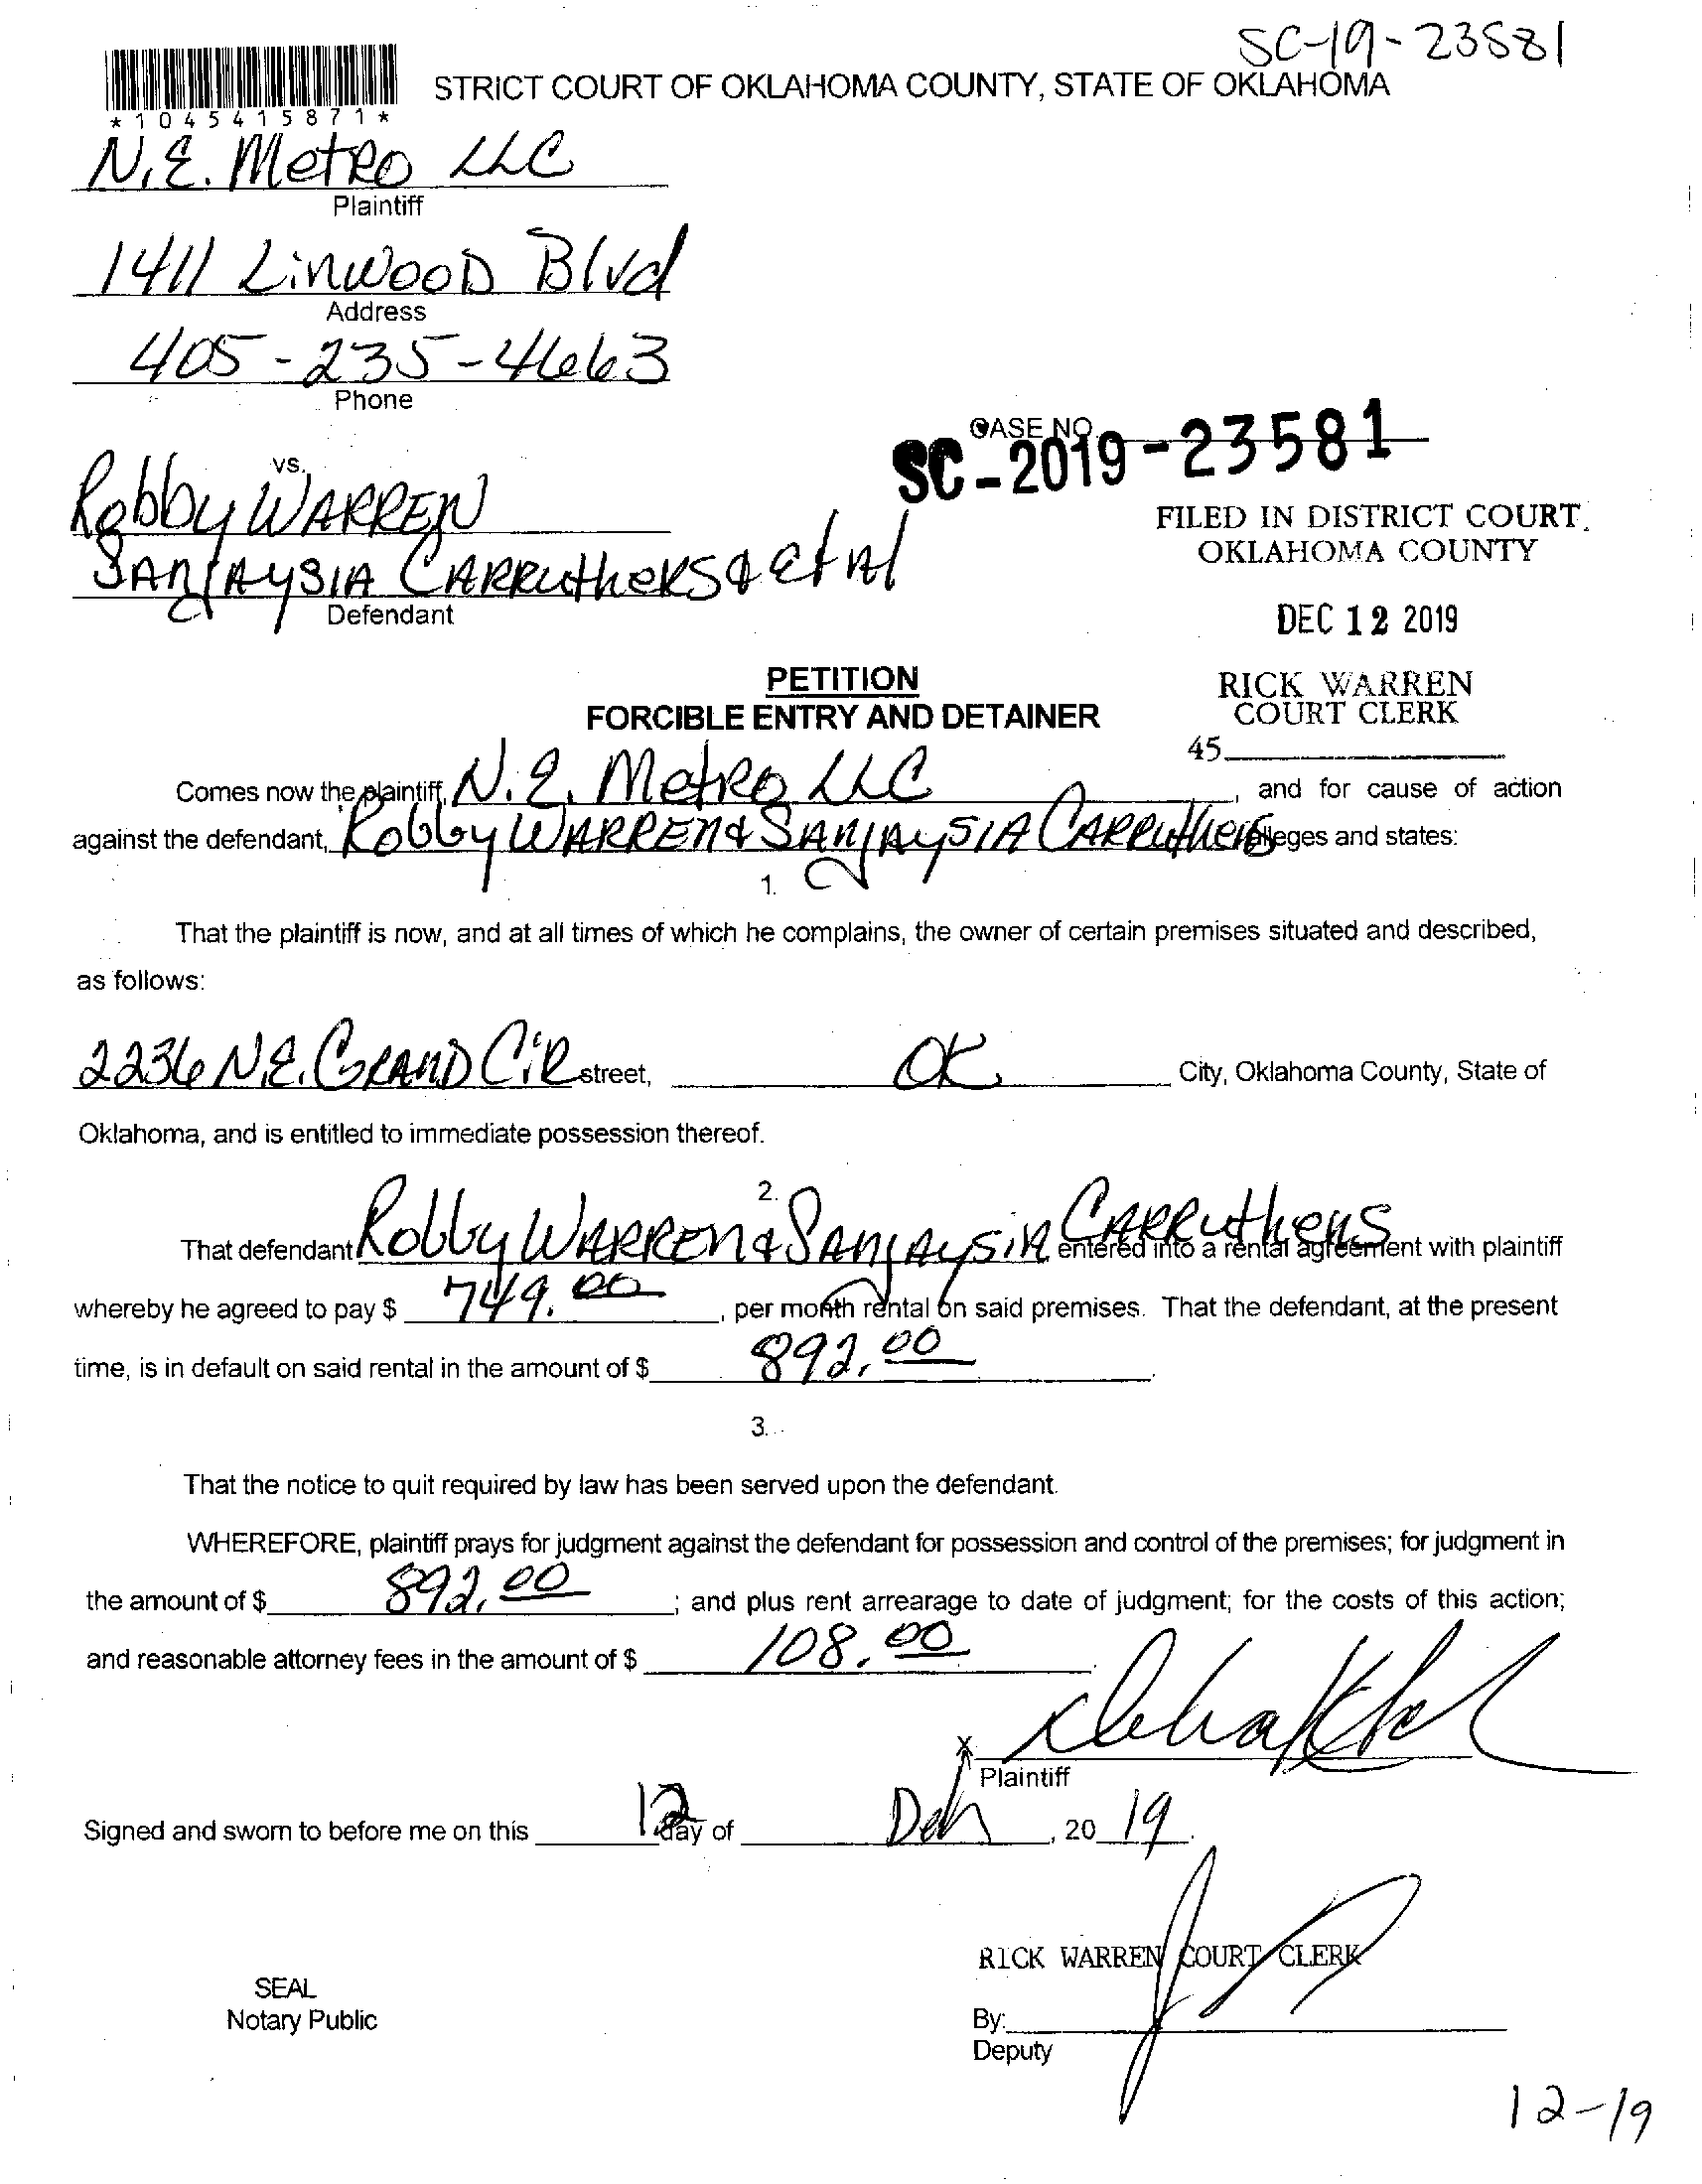 SC-19-23581
STRICT COURT OF OKLAHOMA COUNTY, STATE OF OKLAHOMA
*1045415871*
N.E. Metro LLC
Plaintiff
1411 Linwood Blvd
Address
405-235-4663
Phone
CASE NO.
SC-2019-23581
vs.
Robby WARREN
SANJAYSIA CARRUthers & et al
Defendant
FILED IN DISTRICT COURT
OKLAHOMA COUNTY
DEC 12 2019
RICK WARREN
COURT CLERK
45
PETITION
FORCIBLE ENTRY AND DETAINER
Comes now the plaintiff, N.E. Metro LLC, and for cause of action
against the defendant, Robby WARREN & SANJAYSIA CARRUthers alleges and states:
1.
That the plaintiff is now, and at all times of which he complains, the owner of certain premises situated and described,
as follows:
2236 N.E. GRAND CiR street, OK City, Oklahoma County, State of
Oklahoma, and is entitled to immediate possession thereof.
2.
That defendant Robby WARREN & SANJAYSIA CARRUthers entered into a rental agreement with plaintiff
whereby he agreed to pay $ 749.00, per month rental on said premises. That the defendant, at the present
time, is in default on said rental in the amount of $ 892.00.
3.
That the notice to quit required by law has been served upon the defendant.
WHEREFORE, plaintiff prays for judgment against the defendant for possession and control of the premises; for judgment in
the amount of $ 892.00; and plus rent arrearage to date of judgment; for the costs of this action;
and reasonable attorney fees in the amount of $ 108.00.
X
Plaintiff
Signed and sworn to before me on this 12 day of , 20 19.
RICK WARREN COURT CLERK
SEAL
Notary Public
By:
Deputy
12-19